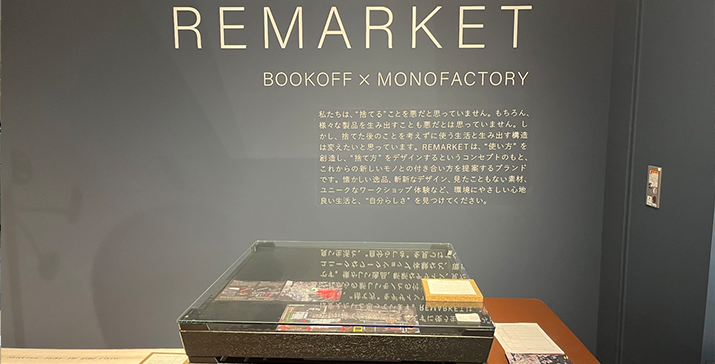 REMARKET
BOOKOFF × MONOFACTORY
私たちは、“捨てる”ことを悪だと思っていません。もちろん、
様々な製品を生み出すことも悪だとは思っていません。し
かし、捨てた後のことを考えずに使う生活と生み出す構造
は変えたいと思っています。REMARKETは、“使い方”を
創造し、“捨て方”をデザインするというコンセプトのもと、
これからの新しいモノとの付き合い方を提案するブランド
です。懐かしい逸品、斬新なデザイン、見たこともない素材、
ユニークなワークショップ体験など、環境にやさしい心地
良い生活と、“自分らしさ”を見つけてください。